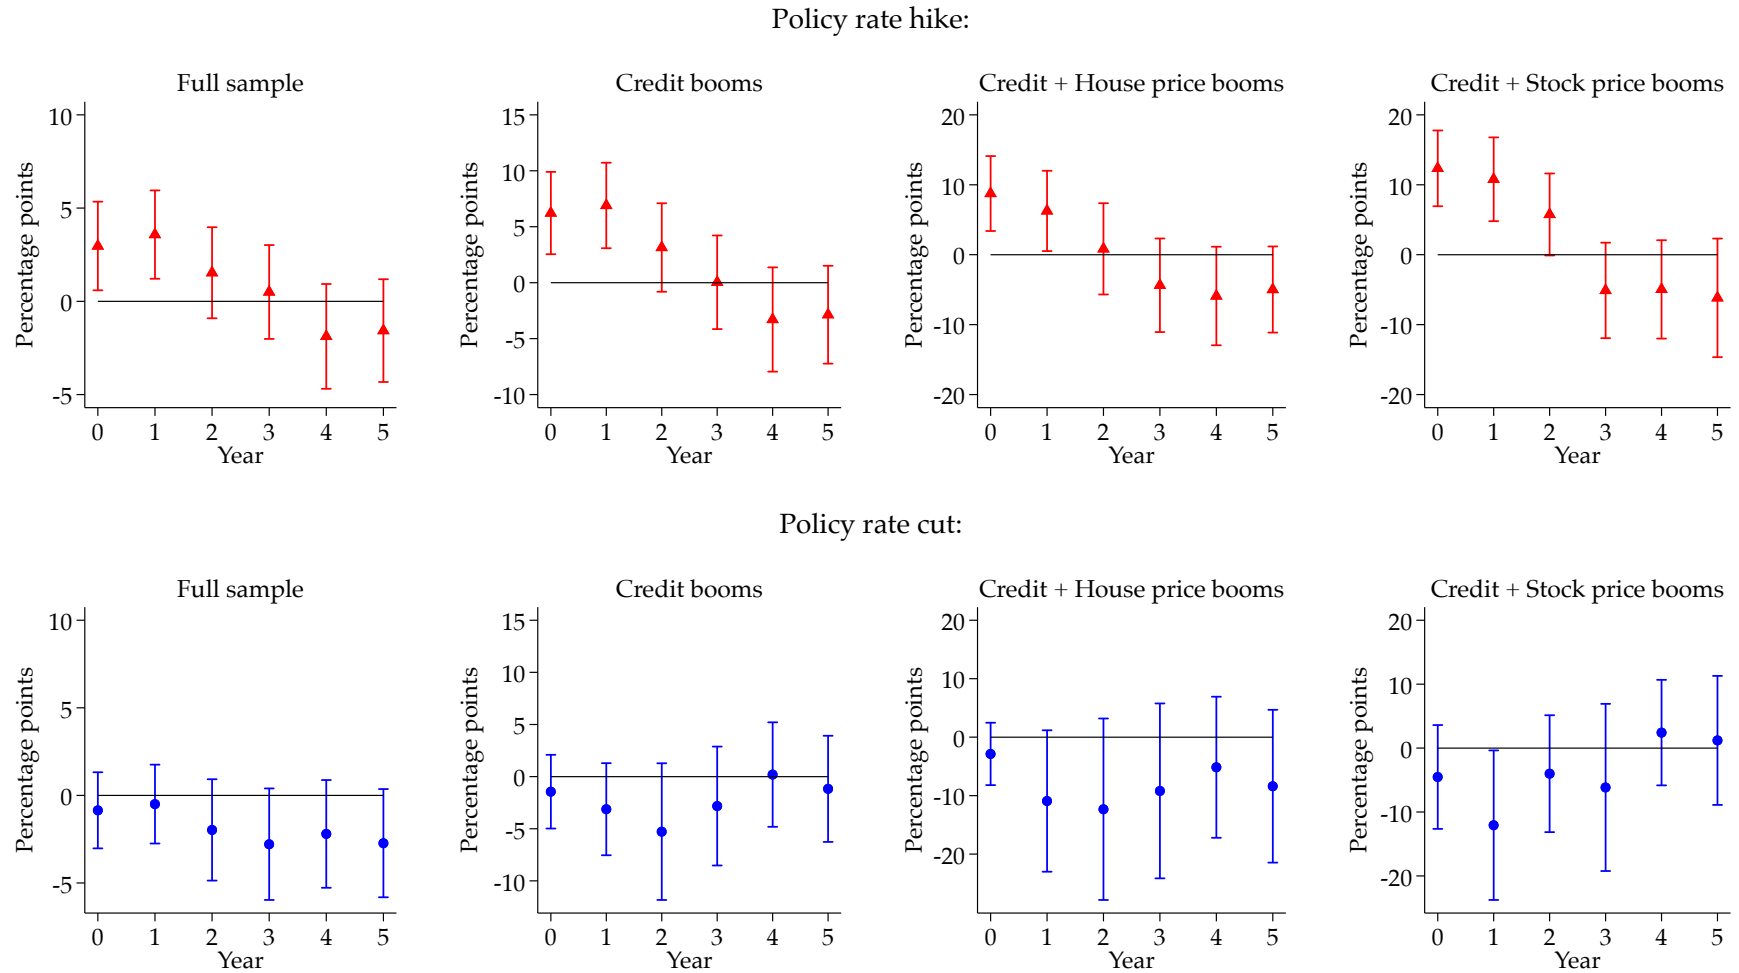 Policy rate hike:
Full sample
Credit booms
Credit + House price booms
Credit + Stock price booms
Percentage points
10
5
0
-5
0 1 2 3 4 5
Year
Percentage points
15
10
5
0
-5
-10
0 1 2 3 4 5
Year
Percentage points
20
10
0
-10
-20
0 1 2 3 4 5
Year
Percentage points
20
10
0
-10
-20
0 1 2 3 4 5
Year
Policy rate cut:
Full sample
Credit booms
Credit + House price booms
Credit + Stock price booms
Percentage points
10
5
0
-5
0 1 2 3 4 5
Year
Percentage points
15
10
5
0
-5
-10
0 1 2 3 4 5
Year
Percentage points
20
10
0
-10
-20
0 1 2 3 4 5
Year
Percentage points
20
10
0
-10
-20
0 1 2 3 4 5
Year